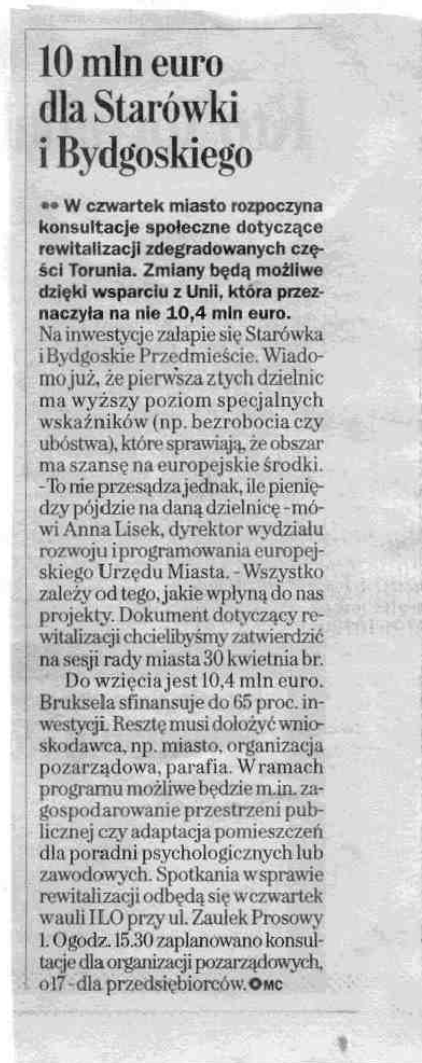 10 mln euro
dla Starówki
i Bydgoskiego
•• W czwartek miasto rozpoczyna
konsultacje społeczne dotyczące
rewitalizacji zdegradowanych czę-
ści Torunia. Zmiany będą możliwe
dzięki wsparciu z Unii, która przez-
naczyła na nie 10,4 mln euro.
Na inwestycje załapie się Starówka
i Bydgoskie Przedmieście. Wiado-
mo już, że pierwsza z tych dzielnic
ma wyższy poziom specjalnych
wskaźników (np. bezrobocia czy
ubóstwa), które sprawiają, że obszar
ma szansę na europejskie środki.
- To nie przesądza jednak, ile pienię-
dzy pójdzie na daną dzielnicę - mó-
wi Anna Lisek, dyrektor wydziału
rozwoju i programowania europej-
skiego Urzędu Miasta. - Wszystko
zależy od tego, jakie wpłyną do nas
projekty. Dokument dotyczący re-
witalizacji chcielibyśmy zatwierdzić
na sesji rady miasta 30 kwietnia br.
Do wzięcia jest 10,4 mln euro.
Bruksela sfinansuje do 65 proc. in-
westycji. Resztę musi dołożyć wnio-
skodawca, np. miasto, organizacja
pozarządowa, parafia. W ramach
programu możliwe będzie m.in. za-
gospodarowanie przestrzeni pub-
licznej czy adaptacja pomieszczeń
dla poradni psychologicznych lub
zawodowych. Spotkania w sprawie
rewitalizacji odbędą się w czwartek
w auli I LO przy ul. Zaułek Prosowy
1. O godz. 15.30 zaplanowano konsul-
tacje dla organizacji pozarządowych,
o 17 - dla przedsiębiorców. MC